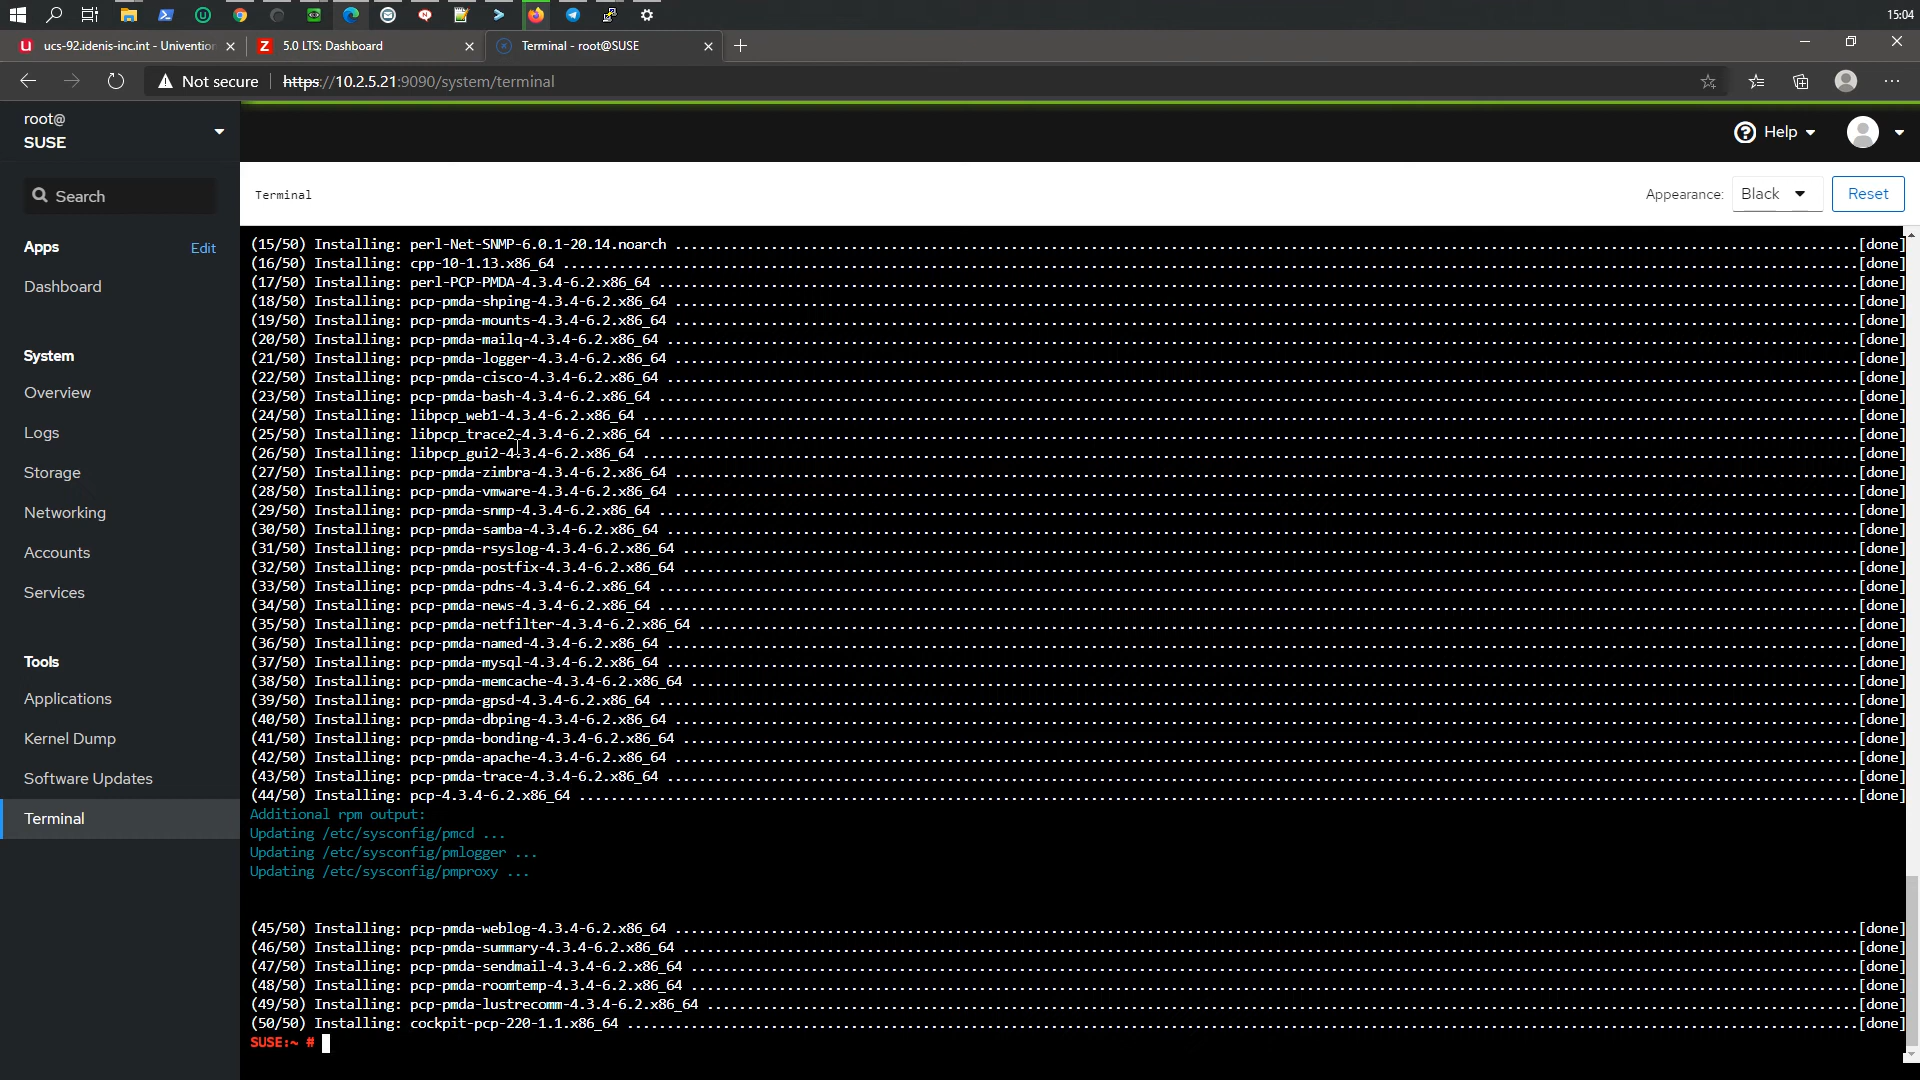 15:04
ucs-92.idenis-inc.int - Univention
5.0 LTS: Dashboard
Terminal - root@SUSE
Not secure
https://10.2.5.21:9090/system/terminal
root@
SUSE
Help
Search
Terminal
Appearance:
Black
Reset
Apps
Edit
Dashboard
System
Overview
Logs
Storage
Networking
Accounts
Services
Tools
Applications
Kernel Dump
Software Updates
Terminal
(15/50) Installing: perl-Net-SNMP-6.0.1-20.14.noarch ....................[done]
(16/50) Installing: cpp-10-1.13.x86_64 ....................[done]
(17/50) Installing: perl-PCP-PMDA-4.3.4-6.2.x86_64 ....................[done]
(18/50) Installing: pcp-pmda-shping-4.3.4-6.2.x86_64 ....................[done]
(19/50) Installing: pcp-pmda-mounts-4.3.4-6.2.x86_64 ....................[done]
(20/50) Installing: pcp-pmda-mailq-4.3.4-6.2.x86_64 ....................[done]
(21/50) Installing: pcp-pmda-logger-4.3.4-6.2.x86_64 ....................[done]
(22/50) Installing: pcp-pmda-cisco-4.3.4-6.2.x86_64 ....................[done]
(23/50) Installing: pcp-pmda-bash-4.3.4-6.2.x86_64 ....................[done]
(24/50) Installing: libpcp_web1-4.3.4-6.2.x86_64 ....................[done]
(25/50) Installing: libpcp_trace2-4.3.4-6.2.x86_64 ....................[done]
(26/50) Installing: libpcp_gui2-4.3.4-6.2.x86_64 ....................[done]
(27/50) Installing: pcp-pmda-zimbra-4.3.4-6.2.x86_64 ....................[done]
(28/50) Installing: pcp-pmda-vmware-4.3.4-6.2.x86_64 ....................[done]
(29/50) Installing: pcp-pmda-snmp-4.3.4-6.2.x86_64 ....................[done]
(30/50) Installing: pcp-pmda-samba-4.3.4-6.2.x86_64 ....................[done]
(31/50) Installing: pcp-pmda-rsyslog-4.3.4-6.2.x86_64 ....................[done]
(32/50) Installing: pcp-pmda-postfix-4.3.4-6.2.x86_64 ....................[done]
(33/50) Installing: pcp-pmda-pdns-4.3.4-6.2.x86_64 ....................[done]
(34/50) Installing: pcp-pmda-news-4.3.4-6.2.x86_64 ....................[done]
(35/50) Installing: pcp-pmda-netfilter-4.3.4-6.2.x86_64 ....................[done]
(36/50) Installing: pcp-pmda-named-4.3.4-6.2.x86_64 ....................[done]
(37/50) Installing: pcp-pmda-mysql-4.3.4-6.2.x86_64 ....................[done]
(38/50) Installing: pcp-pmda-memcache-4.3.4-6.2.x86_64 ....................[done]
(39/50) Installing: pcp-pmda-gpsd-4.3.4-6.2.x86_64 ....................[done]
(40/50) Installing: pcp-pmda-dbping-4.3.4-6.2.x86_64 ....................[done]
(41/50) Installing: pcp-pmda-bonding-4.3.4-6.2.x86_64 ....................[done]
(42/50) Installing: pcp-pmda-apache-4.3.4-6.2.x86_64 ....................[done]
(43/50) Installing: pcp-pmda-trace-4.3.4-6.2.x86_64 ....................[done]
(44/50) Installing: pcp-4.3.4-6.2.x86_64 ....................[done]
Additional rpm output:
Updating /etc/sysconfig/pmcd ...
Updating /etc/sysconfig/pmlogger ...
Updating /etc/sysconfig/pmproxy ...
(45/50) Installing: pcp-pmda-weblog-4.3.4-6.2.x86_64 ....................[done]
(46/50) Installing: pcp-pmda-summary-4.3.4-6.2.x86_64 ....................[done]
(47/50) Installing: pcp-pmda-sendmail-4.3.4-6.2.x86_64 ....................[done]
(48/50) Installing: pcp-pmda-roomtemp-4.3.4-6.2.x86_64 ....................[done]
(49/50) Installing: pcp-pmda-lustrecomm-4.3.4-6.2.x86_64 ....................[done]
(50/50) Installing: cockpit-pcp-220-1.1.x86_64 ....................[done]
SUSE:~ #